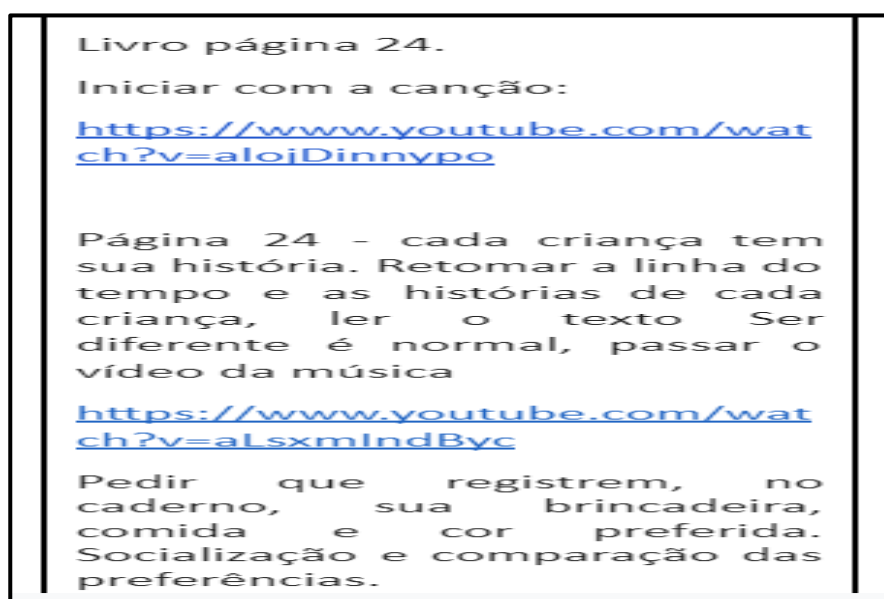 Livro página 24.
Iniciar com a canção:
https://www.youtube.com/wat
ch?v=alojDinnypo
Página 24 - cada criança tem
sua história. Retomar a linha do
tempo e as histórias de cada
criança, ler o texto Ser
diferente é normal, passar o
vídeo da música
https://www.youtube.com/wat
ch?v=aLsxmIndByc
Pedir que registrem, no
caderno, sua brincadeira,
comida e cor preferida.
Socialização e comparação das
preferências.